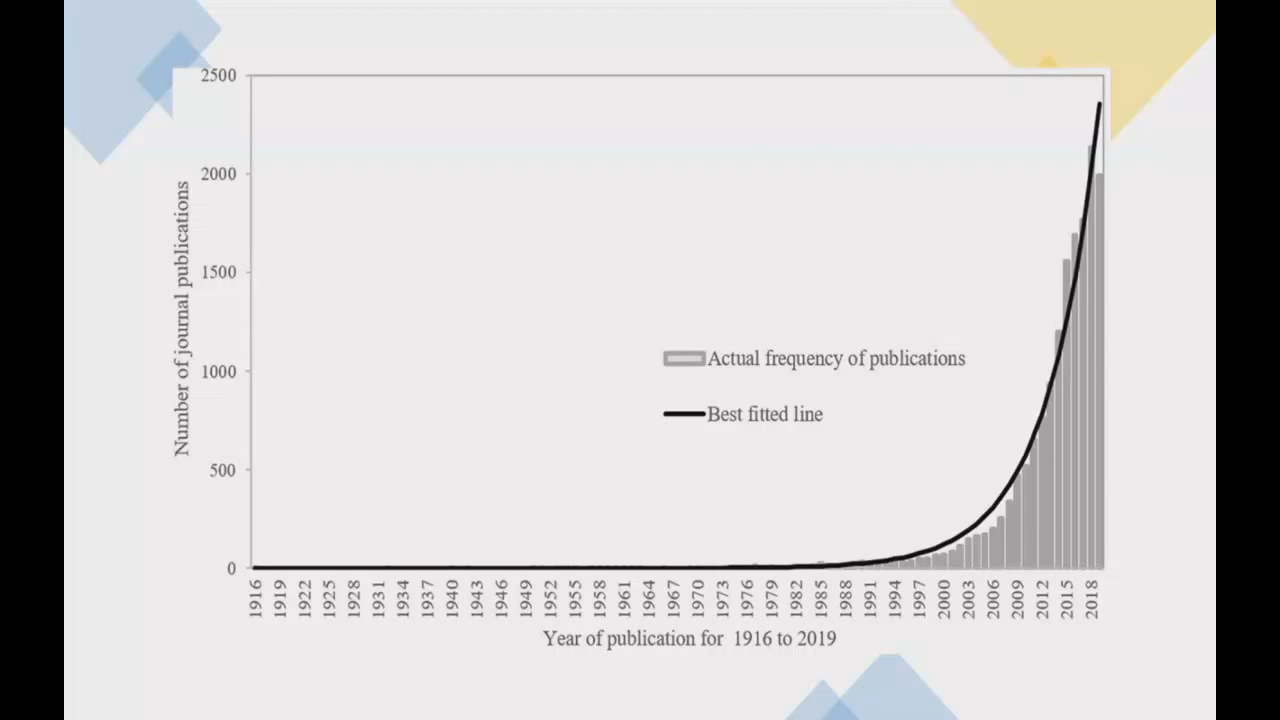 2500
2000
1500
1000
500
0
Number of journal publications
Actual frequency of publications
Best fitted line
1916 1919 1922 1925 1928 1931 1934 1937 1940 1943 1946 1949 1952 1955 1958 1961 1964 1967 1970 1973 1976 1979 1982 1985 1988 1991 1994 1997 2000 2003 2006 2009 2012 2015 2018
Year of publication for 1916 to 2019